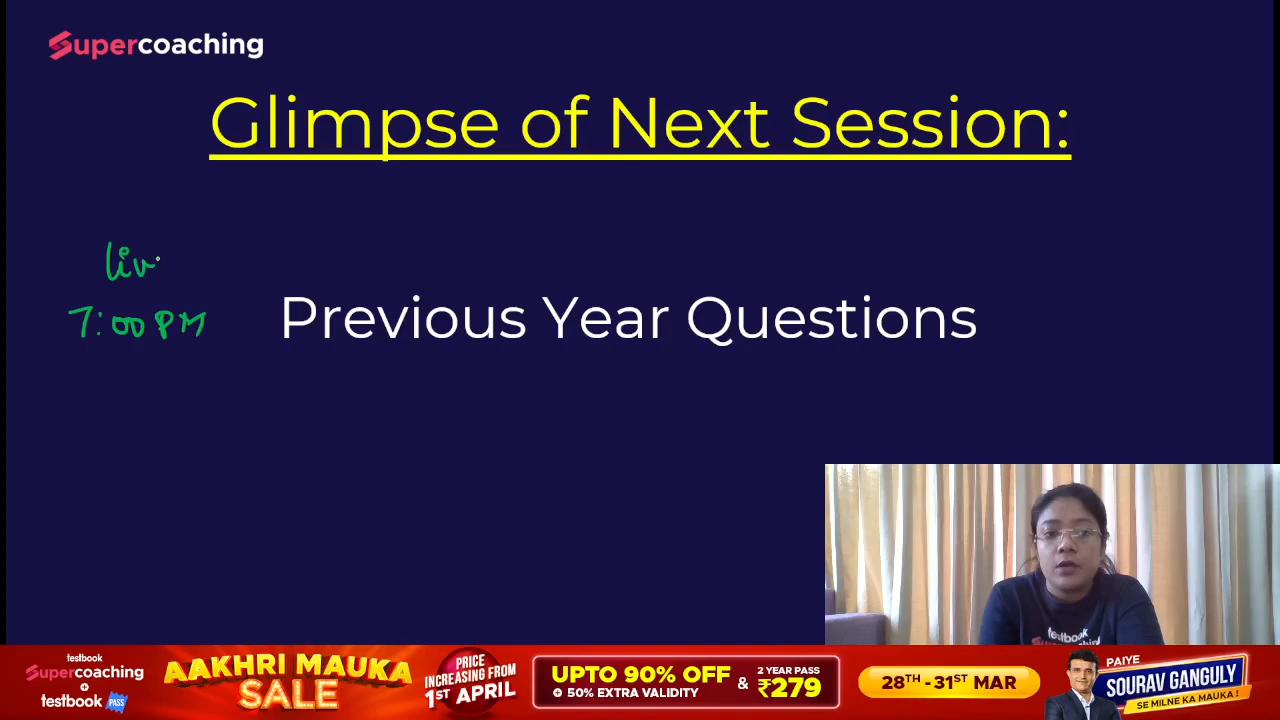 Supercoaching
Glimpse of Next Session:
liv
7:00 PM
Previous Year Questions
testbook
testbook
Supercoaching
+
testbook PASS
AAKHRI MAUKA
SALE
PRICE
INCREASING FROM
1ST APRIL
UPTO 90% OFF
+ 50% EXTRA VALIDITY
&
2 YEAR PASS
₹279
28TH - 31ST MAR
PAIYE
SOURAV GANGULY
SE MILNE KA MAUKA !